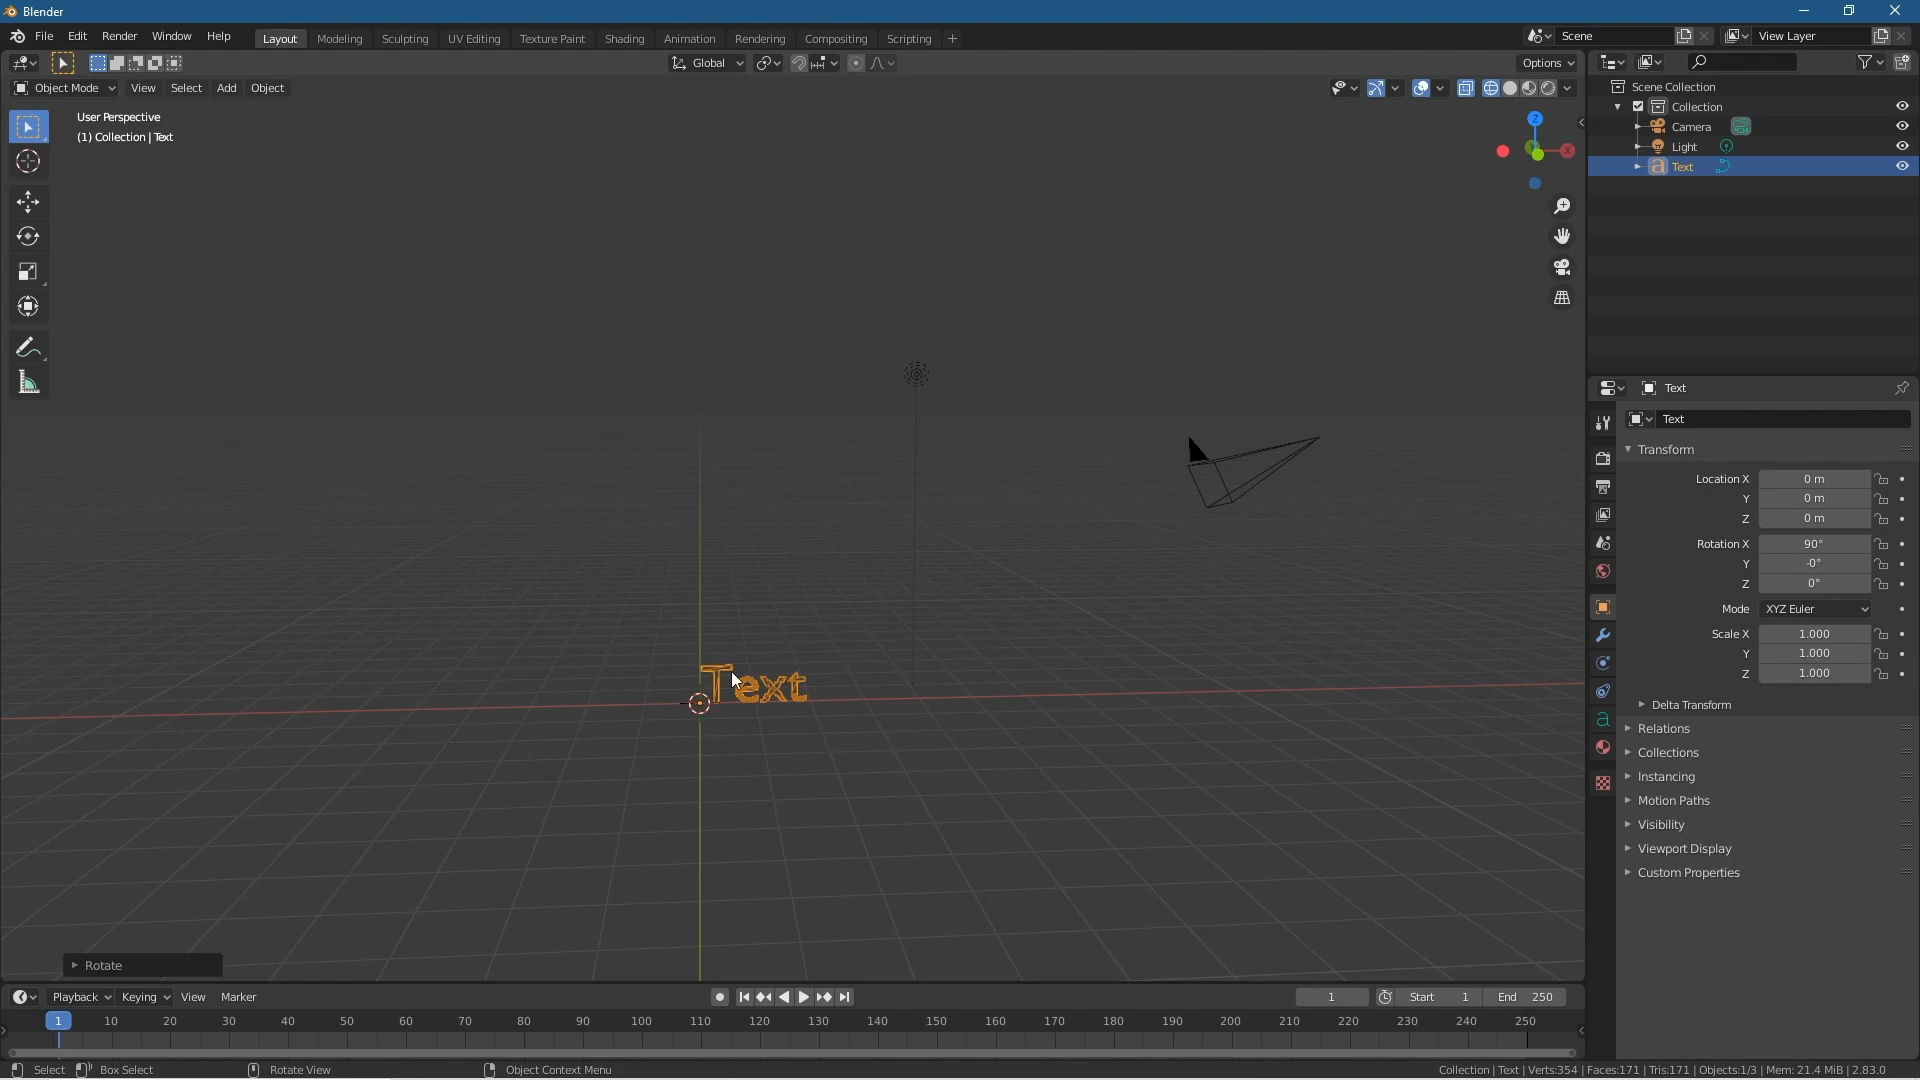 Blender
File Edit Render Window Help Layout Modeling Sculpting UV Editing Texture Paint Shading Animation Rendering Compositing Scripting + Scene View Layer
Global Options
Object Mode View Select Add Object
User Perspective
(1) Collection | Text
Z
X
Y
Scene Collection
Collection
Camera
Light
Text
Text
Text
Transform
Location X 0 m
Y 0 m
Z 0 m
Rotation X 90°
Y -0°
Z 0°
Mode XYZ Euler
Scale X 1.000
Y 1.000
Z 1.000
Delta Transform
Relations
Collections
Instancing
Motion Paths
Visibility
Viewport Display
Custom Properties
Text
Rotate
Playback Keying View Marker 1 Start 1 End 250
1 10 20 30 40 50 60 70 80 90 100 110 120 130 140 150 160 170 180 190 200 210 220 230 240 250
Select Box Select Rotate View Object Context Menu Collection | Text | Verts:354 | Faces:171 | Tris:171 | Objects:1/3 | Mem: 21.4 MiB | 2.83.0